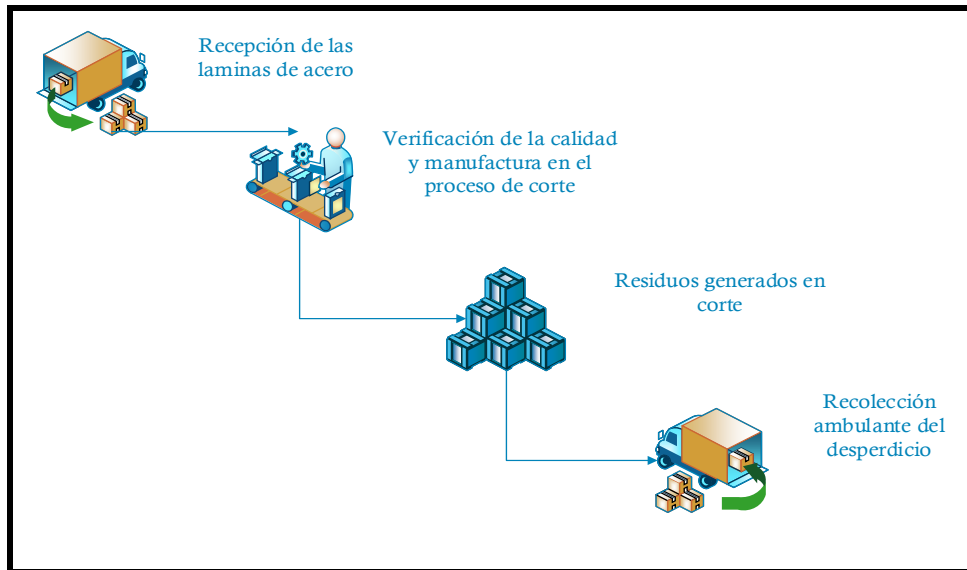 Recepción de las
laminas de acero
Verificación de la calidad
y manufactura en el
proceso de corte
Residuos generados en
corte
Recolección
ambulante del
desperdicio